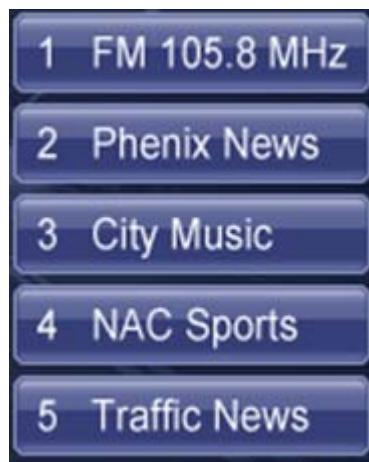 1 FM 105.8 MHz
2 Phenix News
3 City Music
4 NAC Sports
5 Traffic News